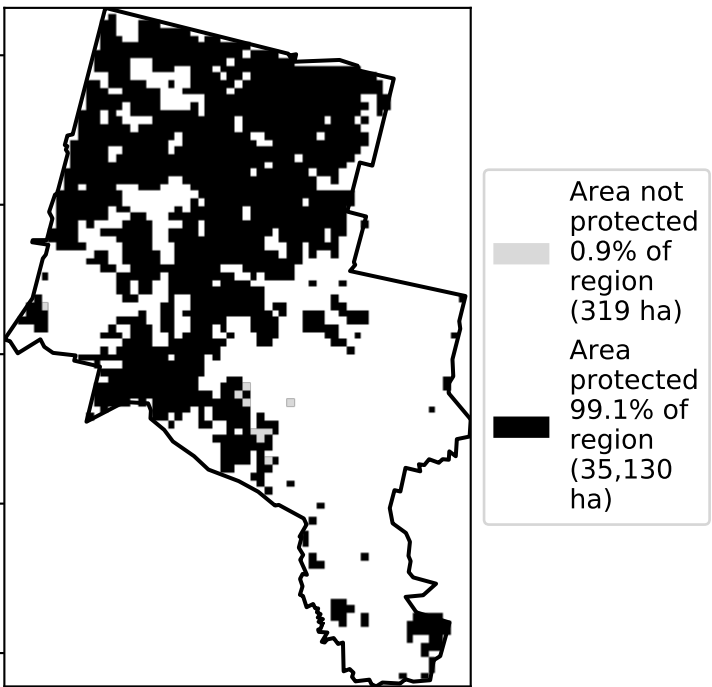 Area not
protected
0.9% of
region
(319 ha)
Area
protected
99.1% of
region
(35,130
ha)